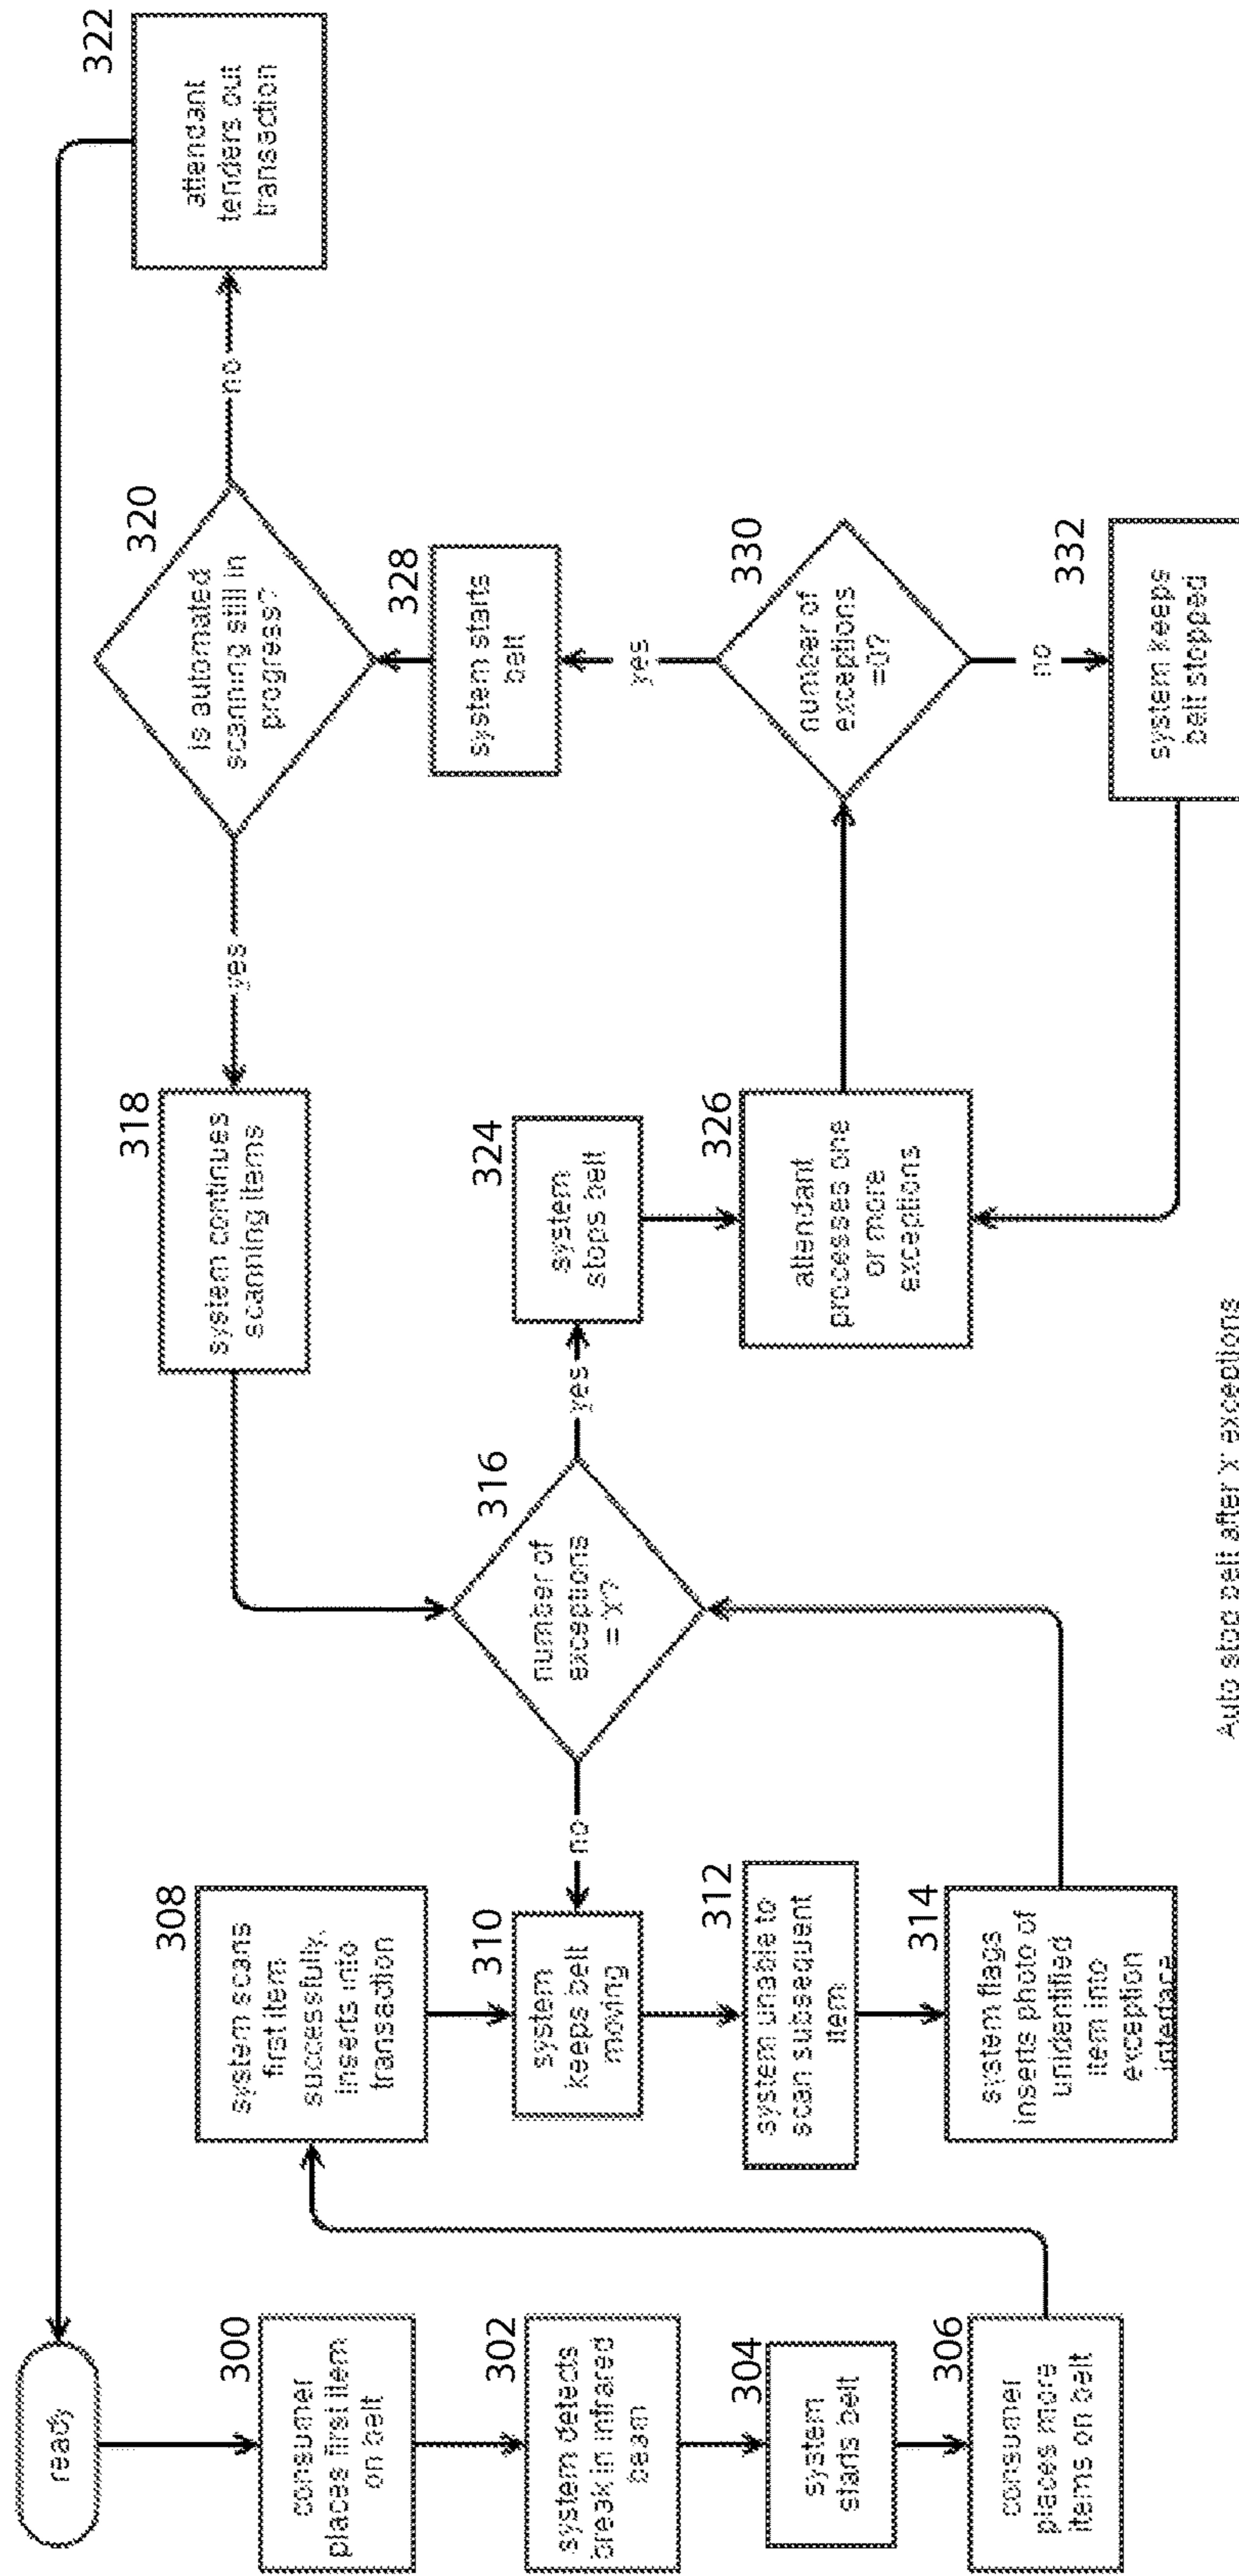 ready
300
consumer
places first item
on belt
302
system detects
break in infrared
beam
304
system
starts belt
306
consumer
places more
items on belt
308
system scans
first item
successfully,
inserts into
transaction
310
system
keeps belt
moving
312
system unable to
scan subsequent
item
314
system flags
inserts photo of
unidentified
item into
exception
interface
316
number of
exceptions
= 'X'?
no
yes
318
system continues
scanning items
324
system
stops belt
326
attendant
processes one
or more
exceptions
320
is automated
scanning still in
progress?
yes
no
328
system starts
belt
yes
330
number of
exceptions
=0?
no
332
system keeps
belt stopped
322
attendant
tenders out
transaction
Auto stop belt after 'x' exceptions